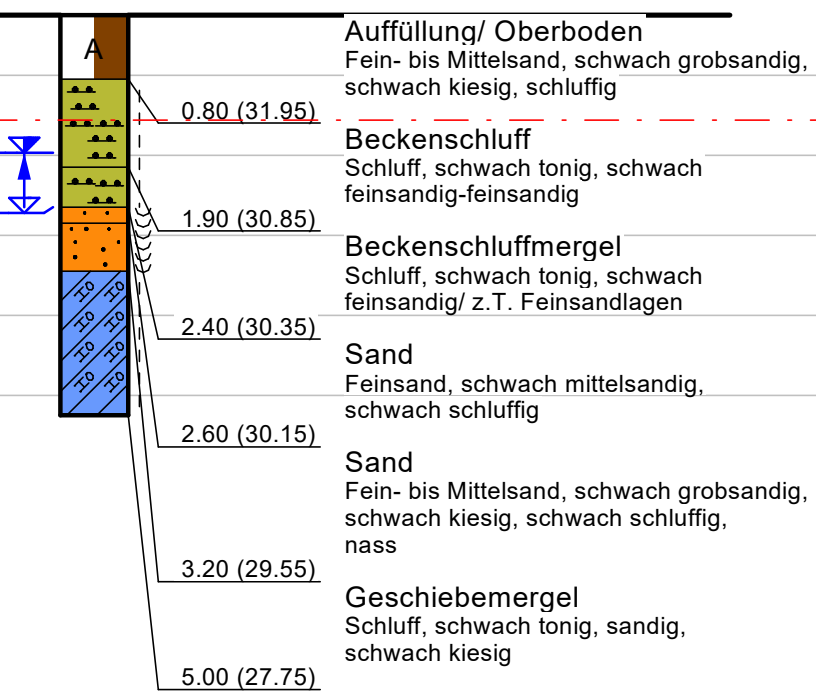 Auffüllung/ Oberboden
A
Fein- bis Mittelsand, schwach grobsandig,
schwach kiesig, schluffig
0.80 (31.95)
Beckenschluff
Schluff, schwach tonig, schwach
feinsandig-feinsandig
1.90 (30.85)
Beckenschluffmergel
Schluff, schwach tonig, schwach
feinsandig/ z.T. Feinsandlagen
2.40 (30.35)
Sand
Feinsand, schwach mittelsandig,
schwach schluffig
2.60 (30.15)
Sand
Fein- bis Mittelsand, schwach grobsandig,
schwach kiesig, schwach schluffig,
nass
3.20 (29.55)
Geschiebemergel
Schluff, schwach tonig, sandig,
schwach kiesig
5.00 (27.75)